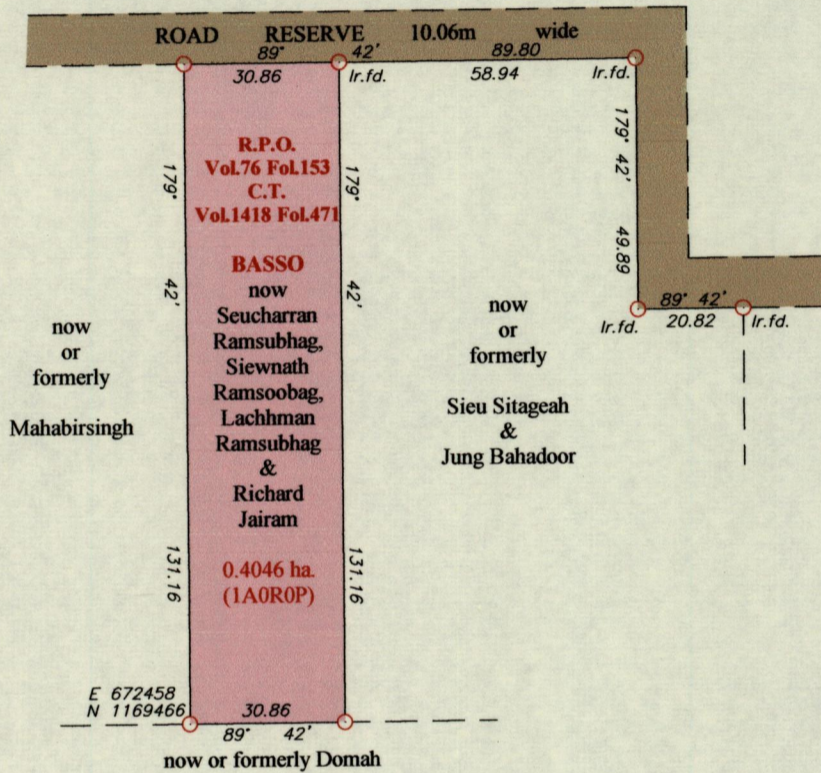 ROAD RESERVE 10.06m wide
89° 42' 89.80
30.86 Ir.fd. 58.94 Ir.fd.
R.P.O.
Vol.76 Fol.153
C.T.
Vol.1418 Fol.471
BASSO
now
Seucharran
Ramsubhag,
Siewnath
Ramsoobag,
Lachhman
Ramsubhag
&
Richard
Jairam
0.4046 ha.
(1A0R0P)
179° 42' 131.16
179° 42' 131.16
179° 42' 49.89
89° 42'
Ir.fd. 20.82 Ir.fd.
now
or
formerly
Mahabirsingh
now
or
formerly
Sieu Sitageah
&
Jung Bahadoor
E 672458
N 1169466
30.86
89° 42'
now or formerly Domah